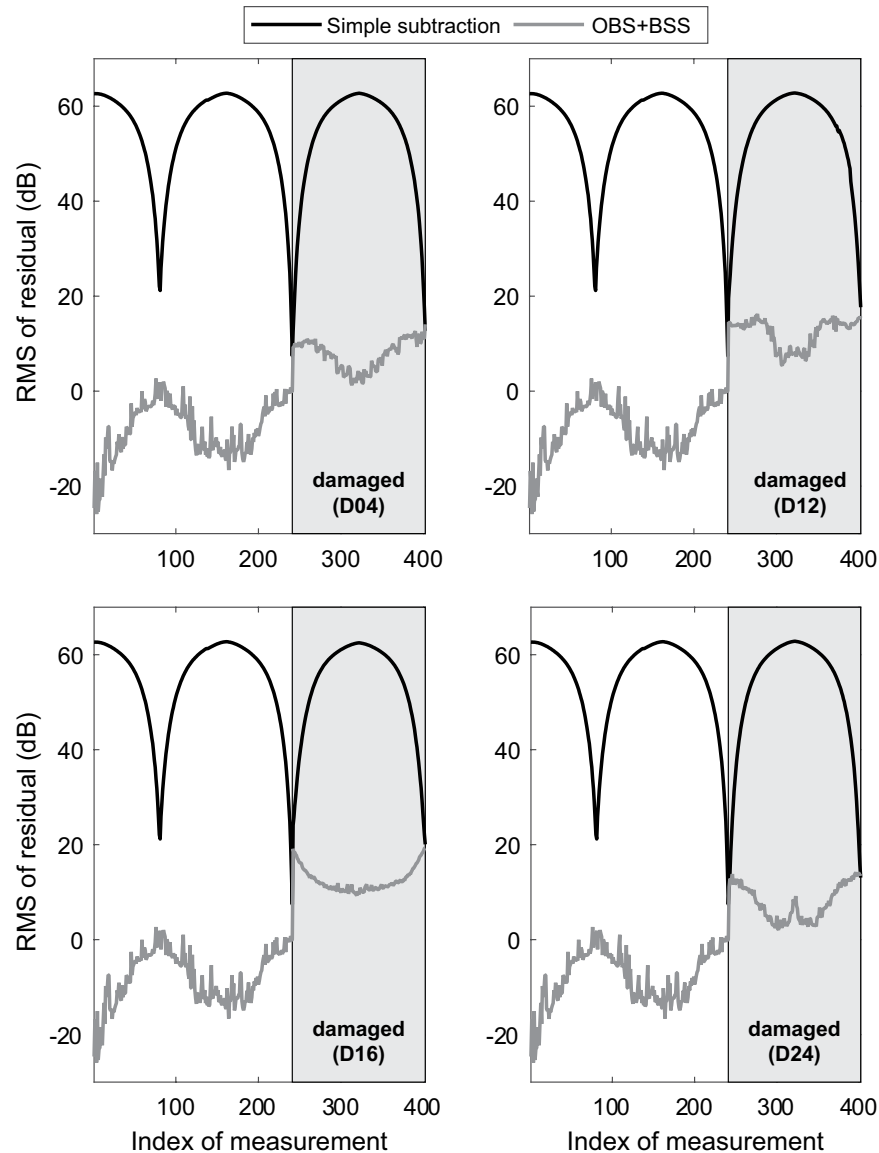 Simple subtraction OBS+BSS
RMS of residual (dB)
60
40
20
0
-20
damaged
(D04)
100 200 300 400
60
40
20
0
-20
damaged
(D12)
100 200 300 400
RMS of residual (dB)
60
40
20
0
-20
damaged
(D16)
100 200 300 400
Index of measurement
60
40
20
0
-20
damaged
(D24)
100 200 300 400
Index of measurement